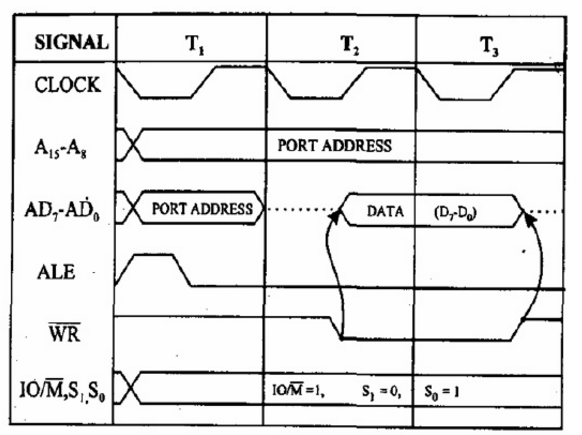 SIGNAL T₁ T₂ T₃
CLOCK
A₁₅-A₈ PORT ADDRESS
AD₇-AD₀ PORT ADDRESS DATA (D₇-D₀)
ALE
W̅R̅
IO/M̅,S₁,S₀ IO/M̅=1, S₁=0, S₀=1